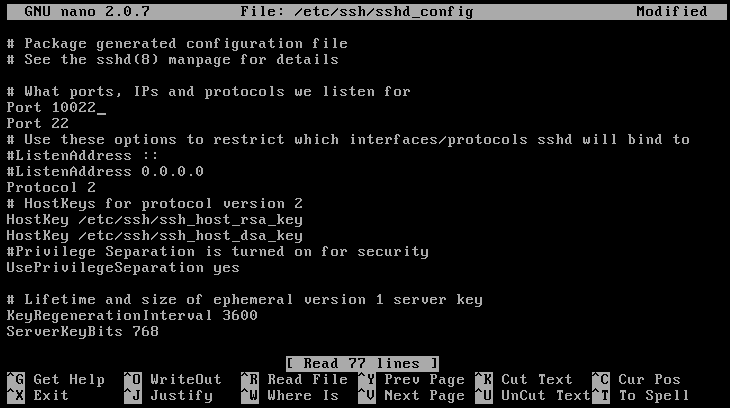 GNU nano 2.0.7 File: /etc/ssh/sshd_config Modified
# Package generated configuration file
# See the sshd(8) manpage for details
# What ports, IPs and protocols we listen for
Port 10022_
Port 22
# Use these options to restrict which interfaces/protocols sshd will bind to
#ListenAddress ::
#ListenAddress 0.0.0.0
Protocol 2
# HostKeys for protocol version 2
HostKey /etc/ssh/ssh_host_rsa_key
HostKey /etc/ssh/ssh_host_dsa_key
#Privilege Separation is turned on for security
UsePrivilegeSeparation yes
# Lifetime and size of ephemeral version 1 server key
KeyRegenerationInterval 3600
ServerKeyBits 768
[ Read 77 lines ]
^G Get Help ^O WriteOut ^R Read File ^Y Prev Page ^K Cut Text ^C Cur Pos
^X Exit ^J Justify ^W Where Is ^V Next Page ^U UnCut Text ^T To Spell